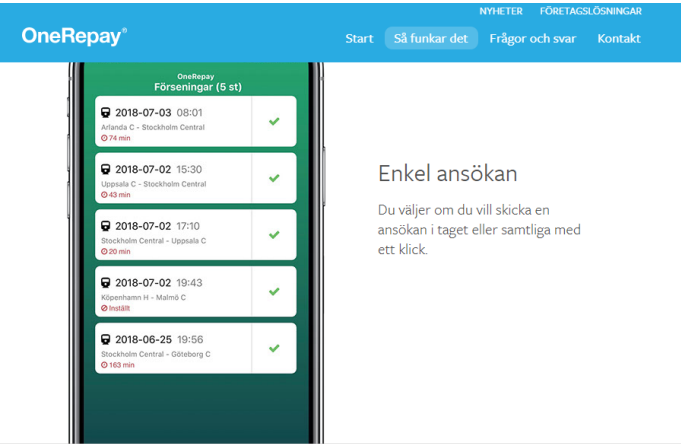 NYHETER FÖRETAGSLÖSNINGAR
OneRepay®
Start Så funkar det Frågor och svar Kontakt
OneRepay
Förseningar (5 st)
2018-07-03 08:01
Arlanda C - Stockholm Central
74 min
2018-07-02 15:30
Uppsala C - Stockholm Central
43 min
2018-07-02 17:10
Stockholm Central - Uppsala C
20 min
2018-07-02 19:43
Köpenhamn H - Malmö C
Inställt
2018-06-25 19:56
Stockholm Central - Göteborg C
163 min
Enkel ansökan
Du väljer om du vill skicka en
ansökan i taget eller samtliga med
ett klick.